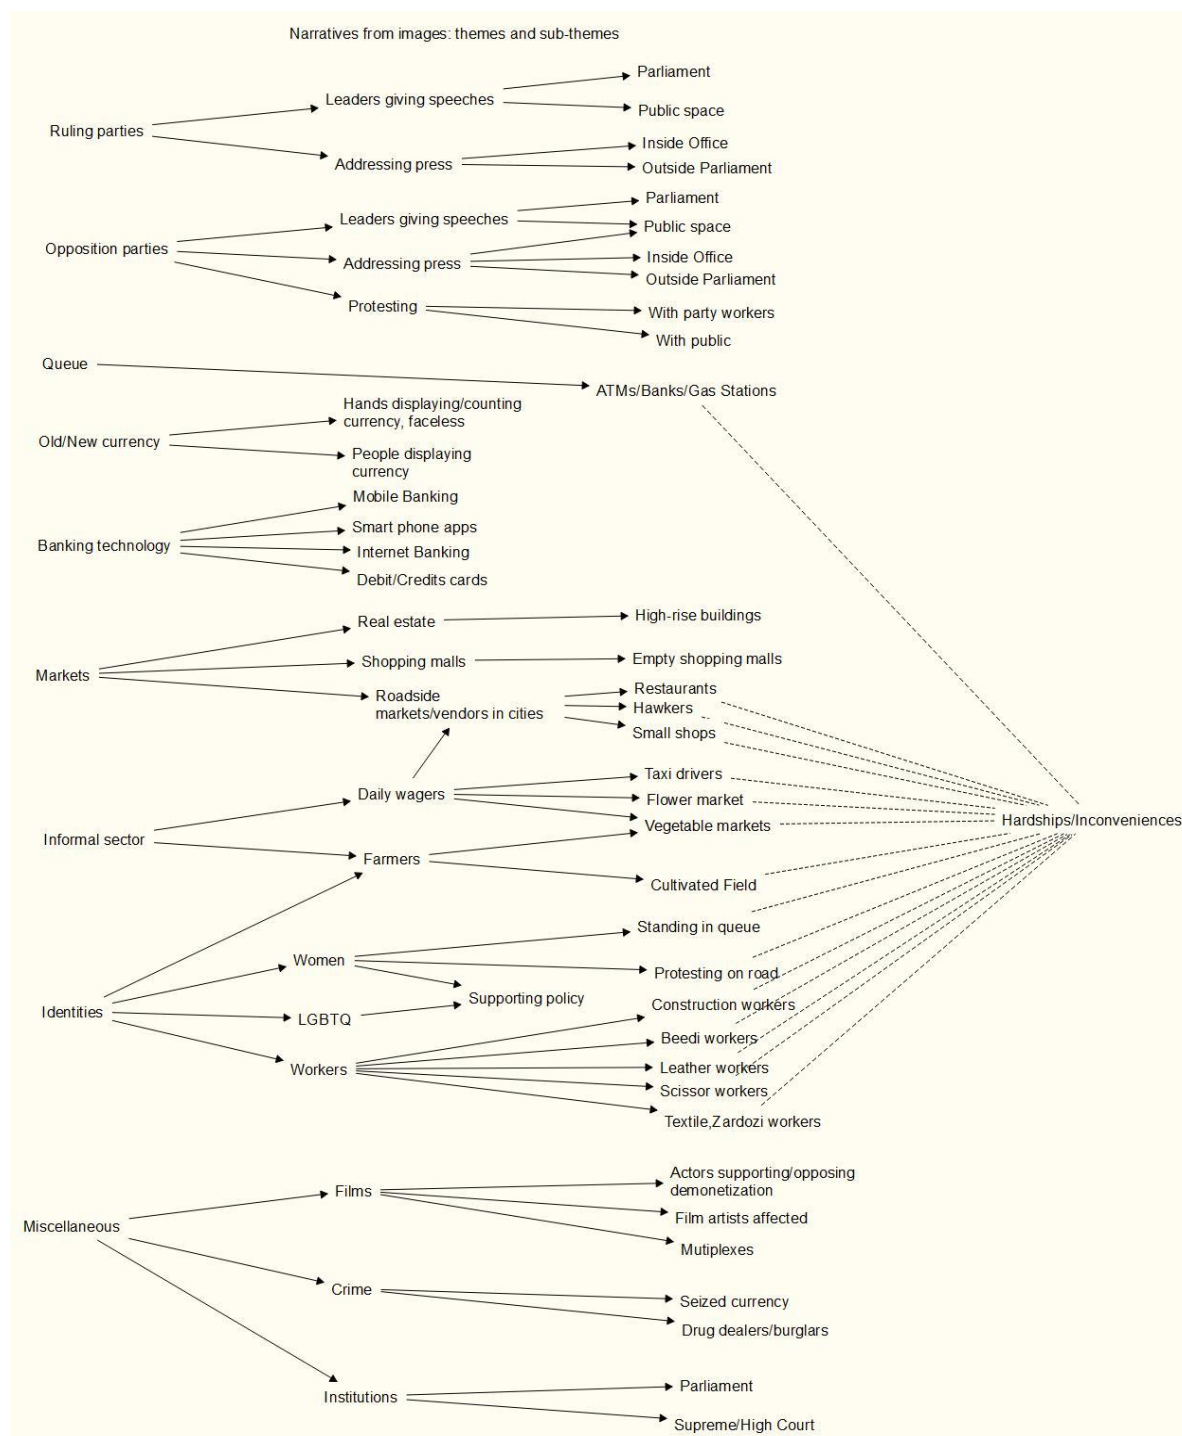 Narratives from images: themes and sub-themes
Ruling parties
Leaders giving speeches
Parliament
Public space
Addressing press
Inside Office
Outside Parliament
Opposition parties
Leaders giving speeches
Parliament
Public space
Addressing press
Inside Office
Outside Parliament
Protesting
With party workers
With public
Queue
ATMs/Banks/Gas Stations
Old/New currency
Hands displaying/counting
currency, faceless
People displaying
currency
Banking technology
Mobile Banking
Smart phone apps
Internet Banking
Debit/Credits cards
Markets
Real estate
High-rise buildings
Shopping malls
Empty shopping malls
Roadside
markets/vendors in cities
Restaurants
Hawkers
Small shops
Informal sector
Daily wagers
Taxi drivers
Flower market
Vegetable markets
Hardships/Inconveniences
Farmers
Cultivated Field
Identities
Women
Standing in queue
Protesting on road
Supporting policy
LGBTQ
Workers
Construction workers
Beedi workers
Leather workers
Scissor workers
Textile,Zardozi workers
Miscellaneous
Films
Actors supporting/opposing
demonetization
Film artists affected
Mutiplexes
Crime
Seized currency
Drug dealers/burglars
Institutions
Parliament
Supreme/High Court